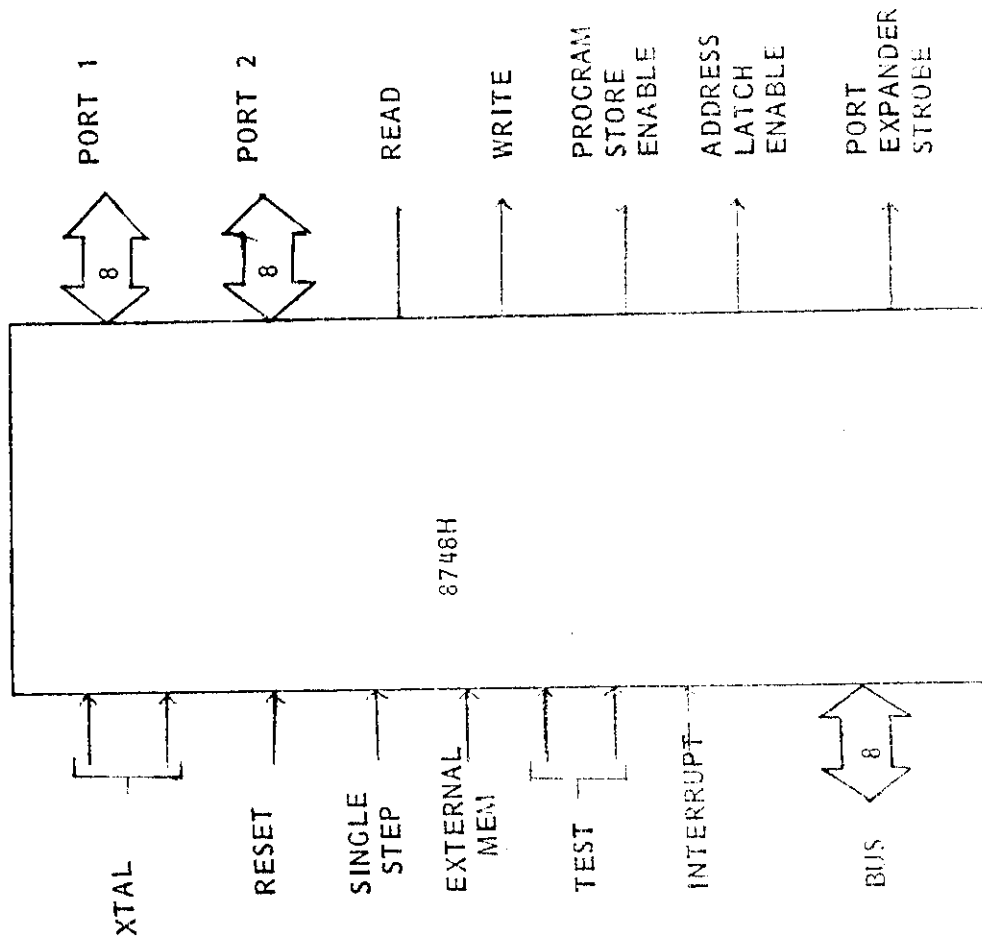 PORT 1
PORT 2
READ
WRITE
PROGRAM
STORE
ENABLE
ADDRESS
LATCH
ENABLE
PORT
EXPANDER
STROBE
8
8
8748H
XTAL
RESET
SINGLE
STEP
EXTERNAL
MEM
TEST
INTERRUPT
BUS
8